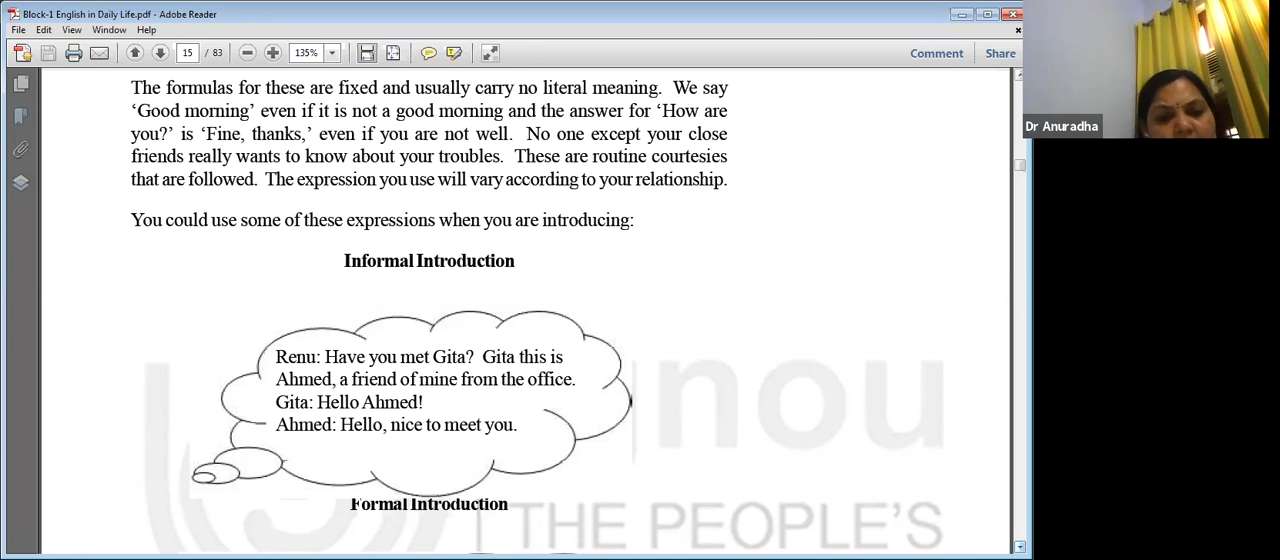 Block-1 English in Daily Life.pdf - Adobe Reader
File Edit View Window Help
15 / 83 135% Comment Share
The formulas for these are fixed and usually carry no literal meaning. We say
‘Good morning’ even if it is not a good morning and the answer for ‘How are
you?’ is ‘Fine, thanks,’ even if you are not well. No one except your close
friends really wants to know about your troubles. These are routine courtesies
that are followed. The expression you use will vary according to your relationship.
You could use some of these expressions when you are introducing:
Informal Introduction
Renu: Have you met Gita? Gita this is
Ahmed, a friend of mine from the office.
Gita: Hello Ahmed!
Ahmed: Hello, nice to meet you.
Formal Introduction
nou
THE PEOPLE’S
Dr Anuradha